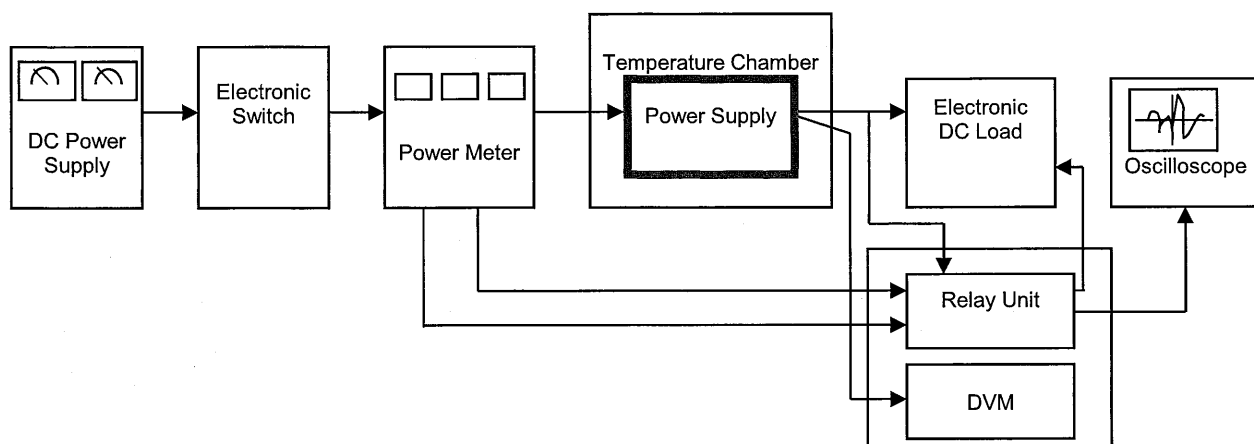 DC Power
Supply
Electronic
Switch
Power Meter
Temperature Chamber
Power Supply
Electronic
DC Load
Oscilloscope
Relay Unit
DVM